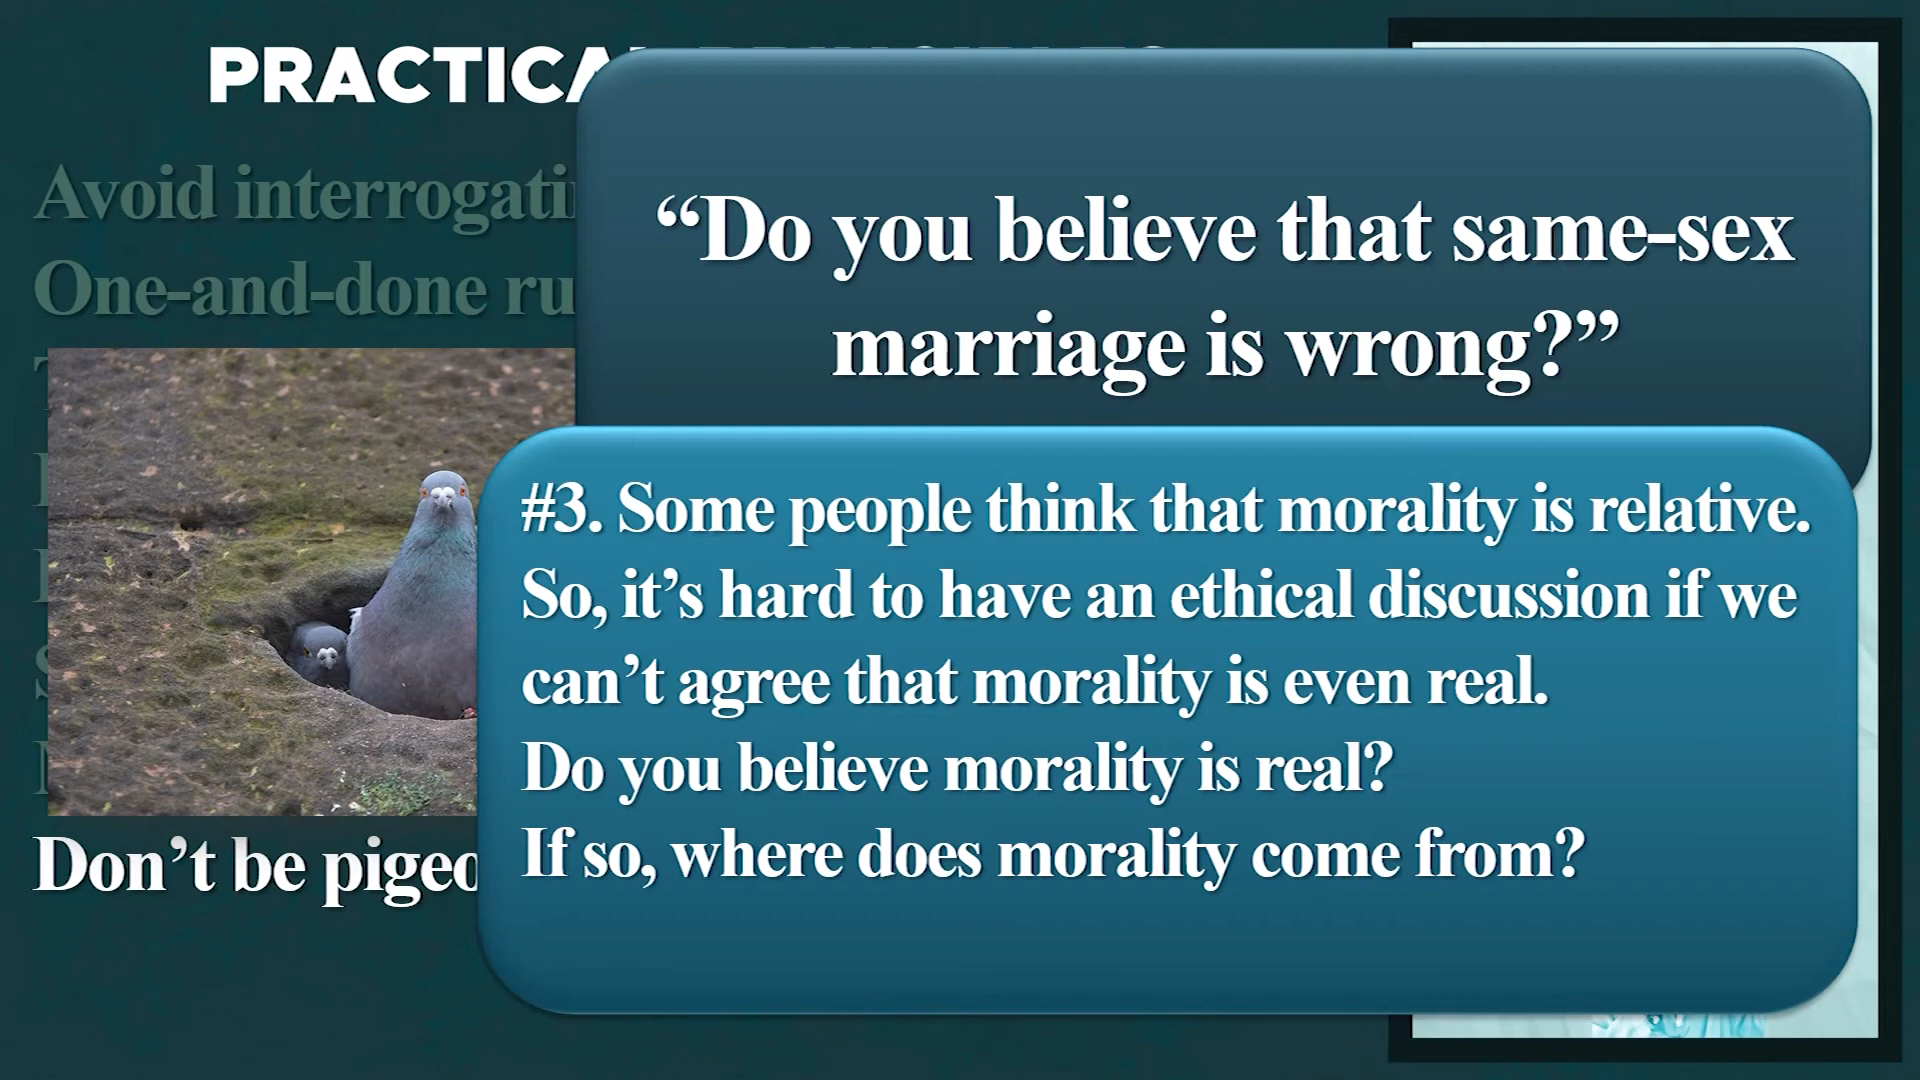 PRACTICA
Avoid interrogati
One-and-done ru
Don’t be pigeo
“Do you believe that same-sex
marriage is wrong?”
#3. Some people think that morality is relative.
So, it’s hard to have an ethical discussion if we
can’t agree that morality is even real.
Do you believe morality is real?
If so, where does morality come from?